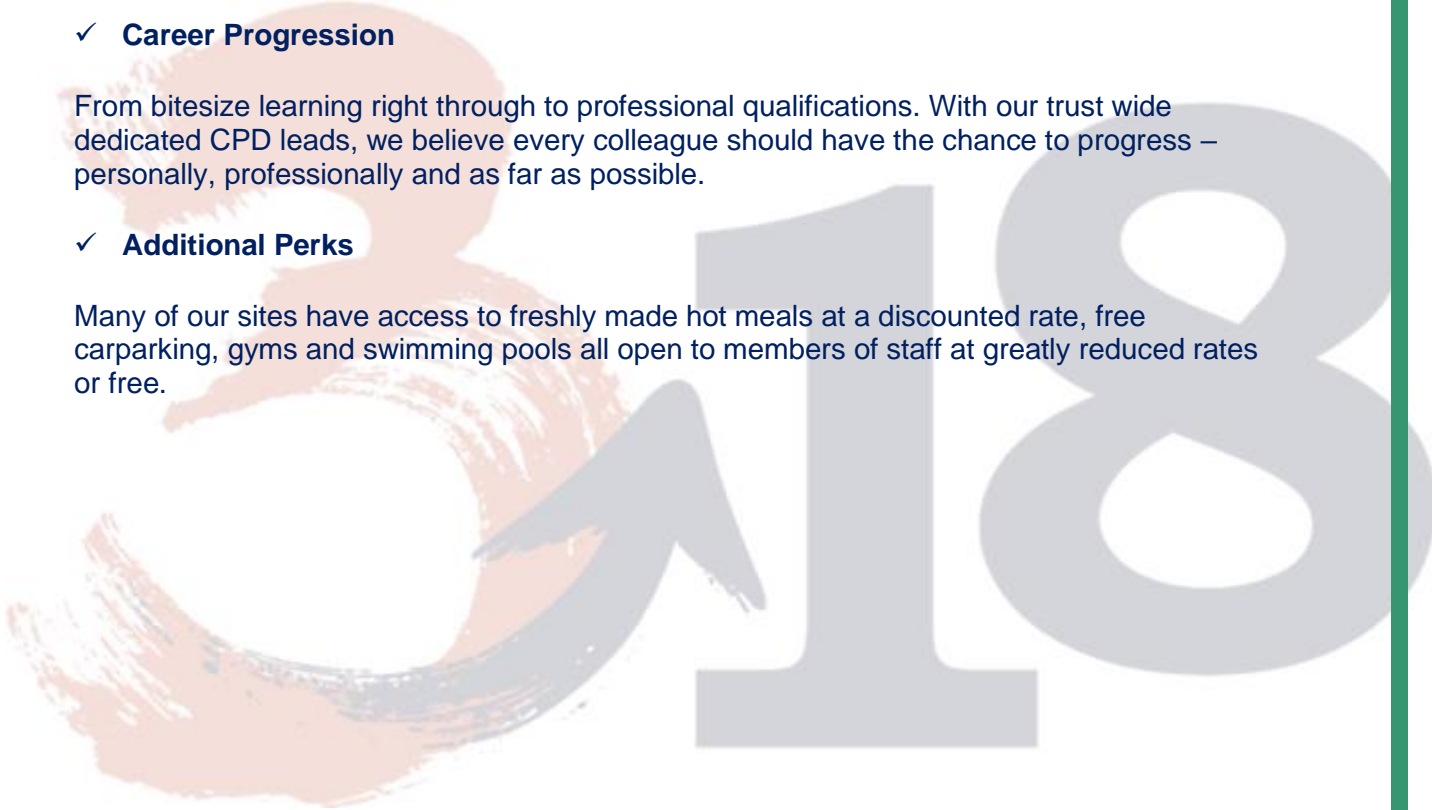 ✓ Career Progression
From bitesize learning right through to professional qualifications. With our trust wide
dedicated CPD leads, we believe every colleague should have the chance to progress –
personally, professionally and as far as possible.
✓ Additional Perks
Many of our sites have access to freshly made hot meals at a discounted rate, free
carparking, gyms and swimming pools all open to members of staff at greatly reduced rates
or free.
318